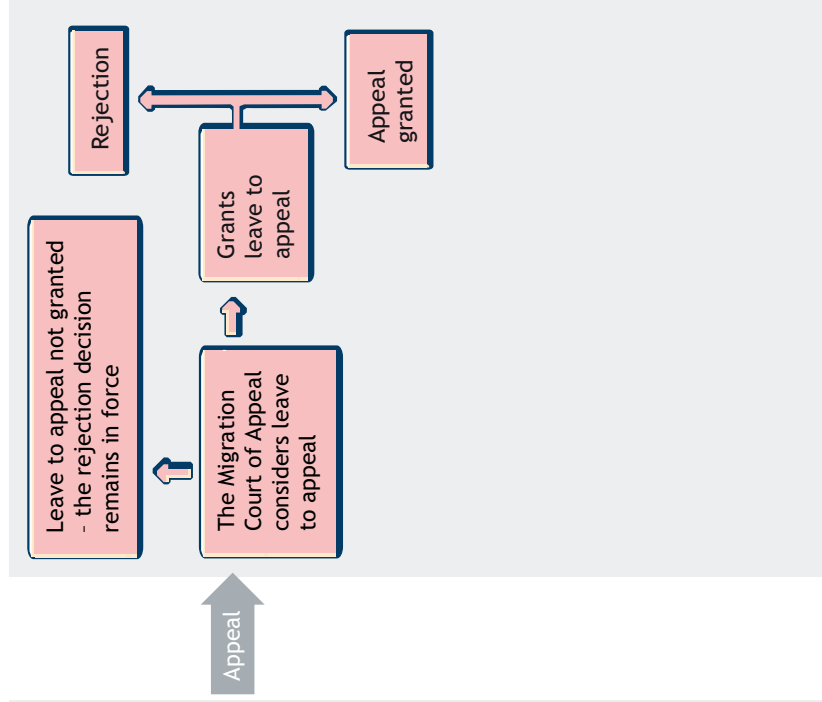 Appeal
Leave to appeal not granted
- the rejection decision
remains in force
The Migration
Court of Appeal
considers leave
to appeal
Grants
leave to
appeal
Rejection
Appeal
granted